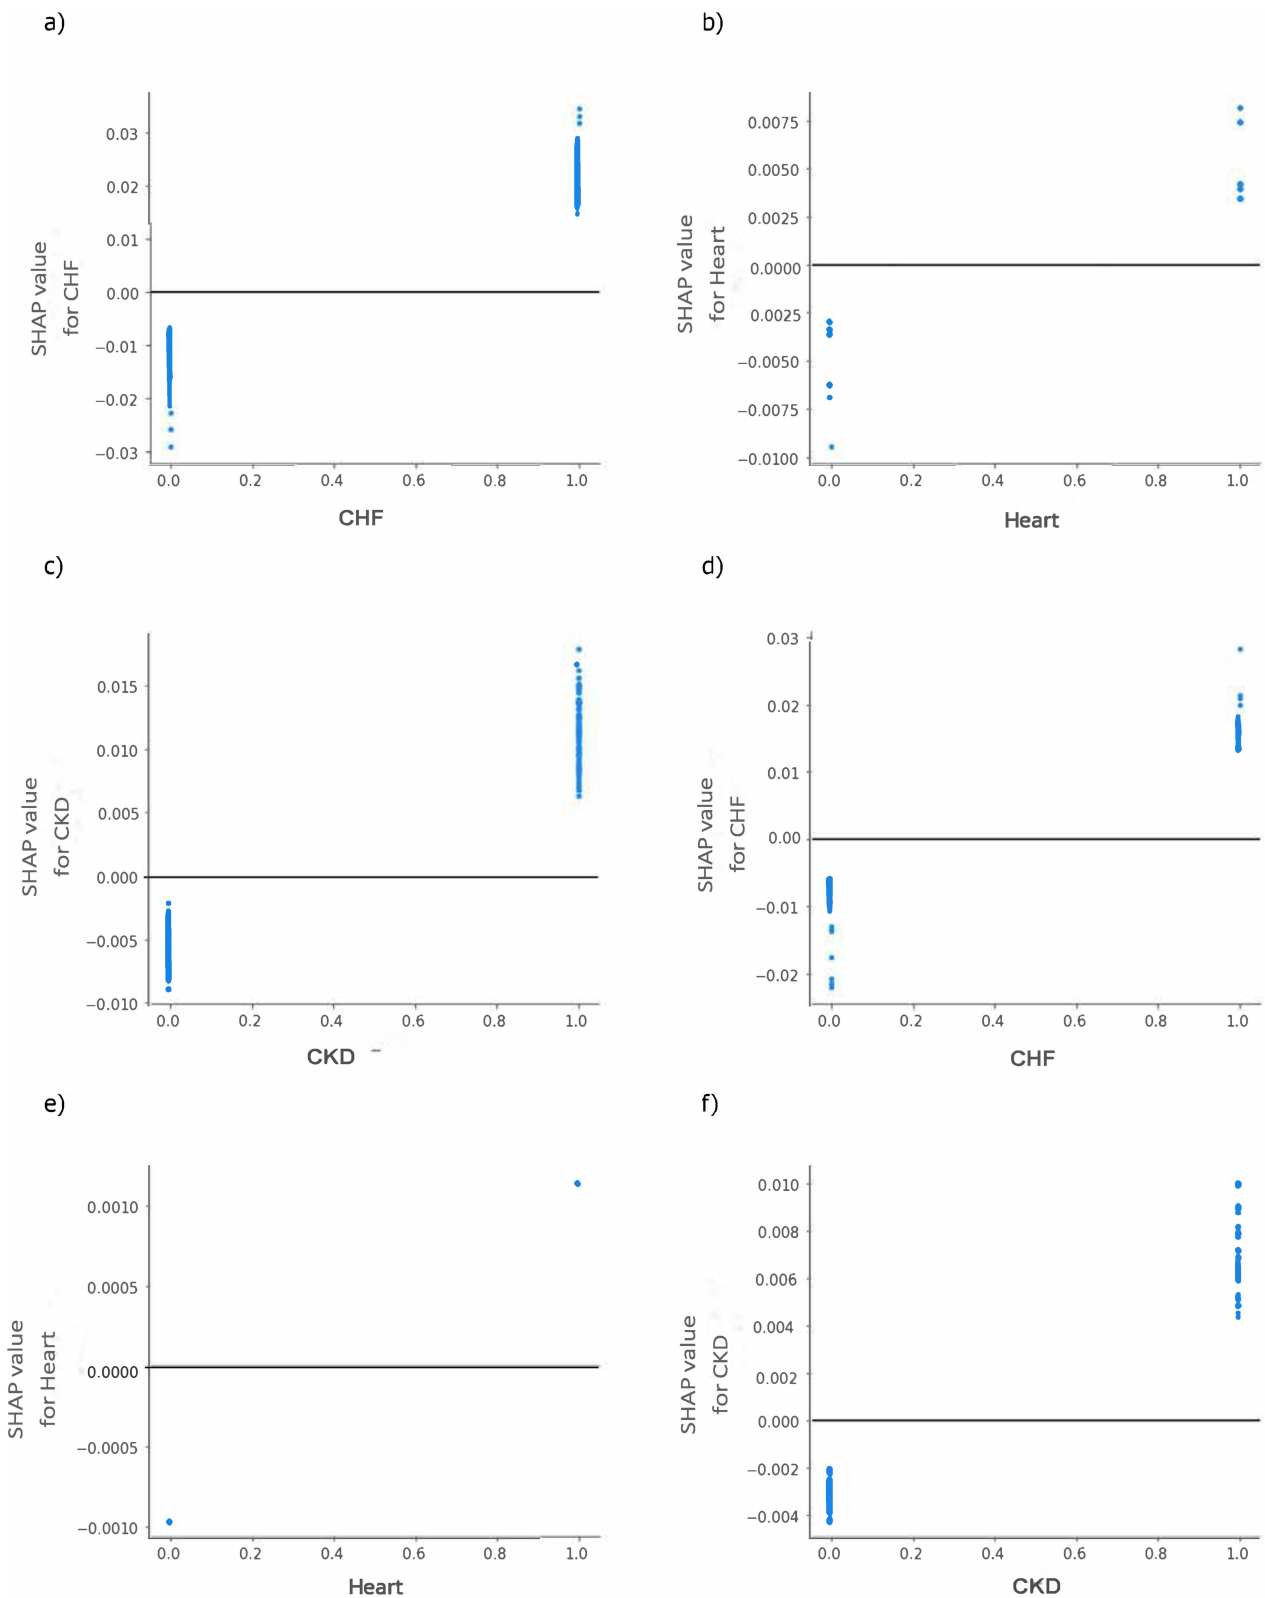 a)
0.03
0.02
0.01
0.00
−0.01
−0.02
−0.03
SHAP value
for CHF
0.0 0.2 0.4 0.6 0.8 1.0
CHF
b)
0.0075
0.0050
0.0025
0.0000
0.0025
−0.0050
−0.0075
−0.0100
SHAP value
for Heart
0.0 0.2 0.4 0.6 0.8 1.0
Heart
c)
0.015
0.010
0.005
0.000
−0.005
−0.010
SHAP value
for CKD
0.0 0.2 0.4 0.6 0.8 1.0
CKD
d)
0.03
0.02
0.01
0.00
−0.01
−0.02
SHAP value
for CHF
0.0 0.2 0.4 0.6 0.8 1.0
CHF
e)
0.0010
0.0005
0.0000
−0.0005
−0.0010
SHAP value
for Heart
0.0 0.2 0.4 0.6 0.8 1.0
Heart
f)
0.010
0.008
0.006
0.004
0.002
0.000
−0.002
−0.004
SHAP value
for CKD
0.0 0.2 0.4 0.6 0.8 1.0
CKD